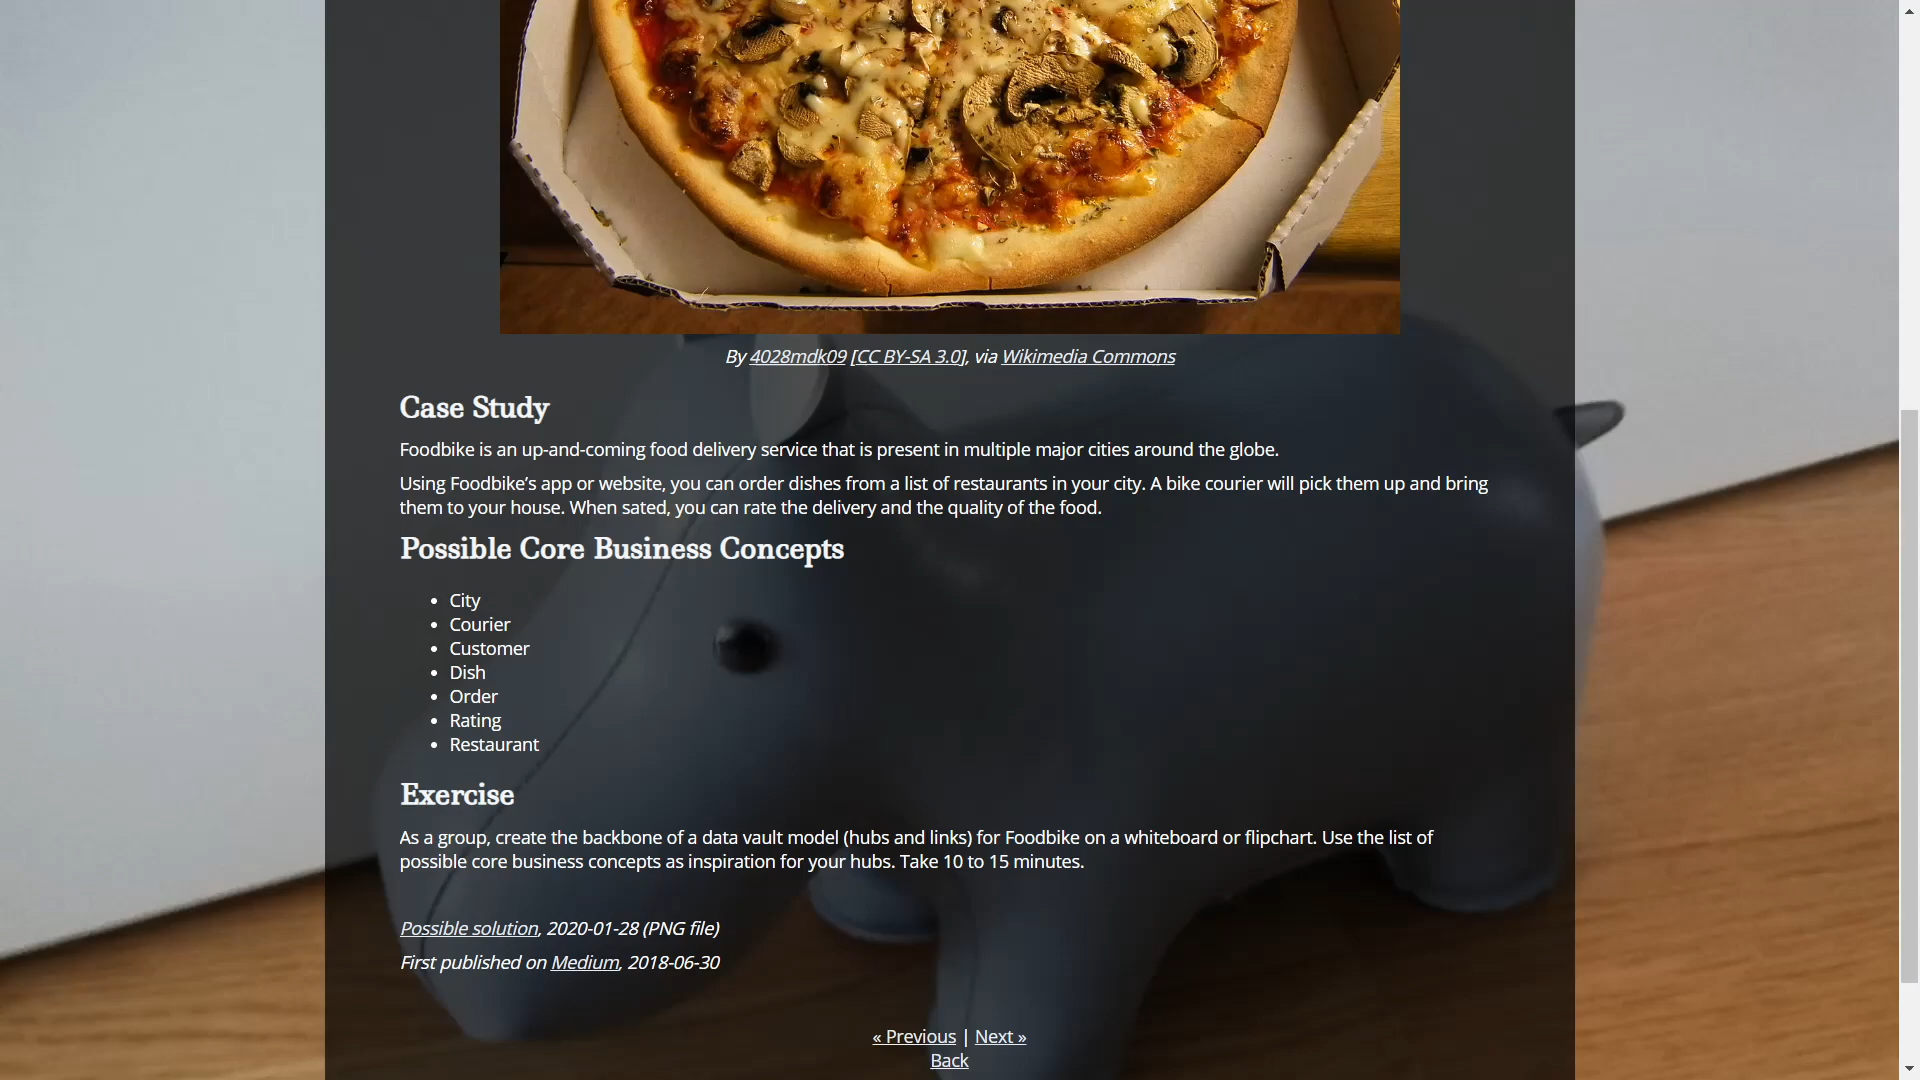 By 4028mdk09 [CC BY-SA 3.0], via Wikimedia Commons
Case Study
Foodbike is an up-and-coming food delivery service that is present in multiple major cities around the globe.
Using Foodbike’s app or website, you can order dishes from a list of restaurants in your city. A bike courier will pick them up and bring
them to your house. When sated, you can rate the delivery and the quality of the food.
Possible Core Business Concepts
• City
• Courier
• Customer
• Dish
• Order
• Rating
• Restaurant
Exercise
As a group, create the backbone of a data vault model (hubs and links) for Foodbike on a whiteboard or flipchart. Use the list of
possible core business concepts as inspiration for your hubs. Take 10 to 15 minutes.
Possible solution, 2020-01-28 (PNG file)
First published on Medium, 2018-06-30
« Previous | Next »
Back